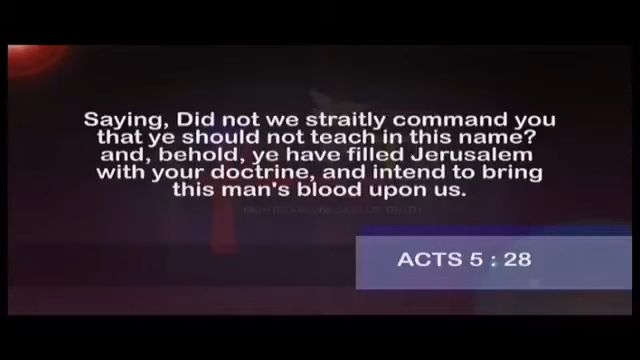 Saying, Did not we straitly command you
that ye should not teach in this name?
and, behold, ye have filled Jerusalem
with your doctrine, and intend to bring
this man's blood upon us.
ACTS 5 : 28